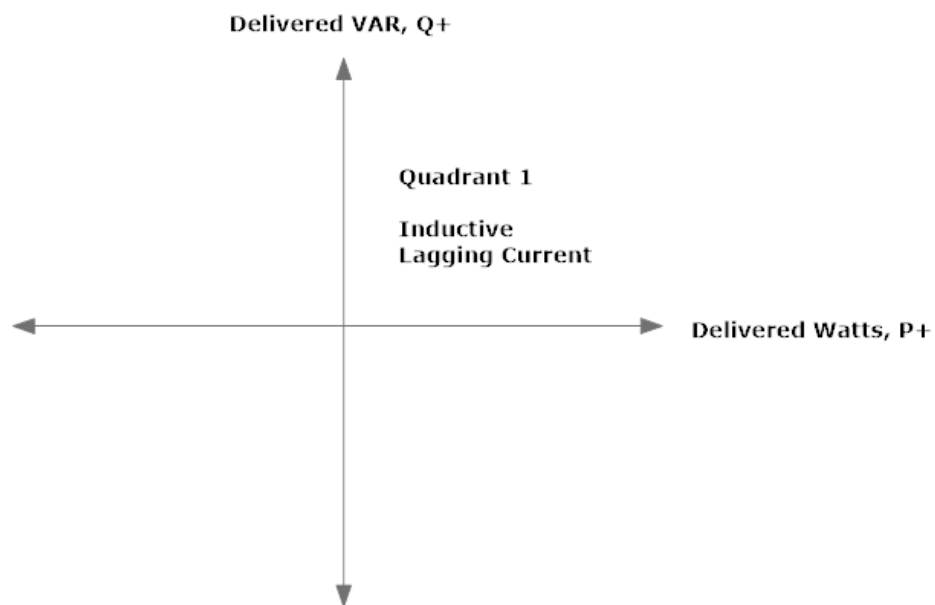 Delivered VAR, Q+
Quadrant 1
Inductive
Lagging Current
Delivered Watts, P+